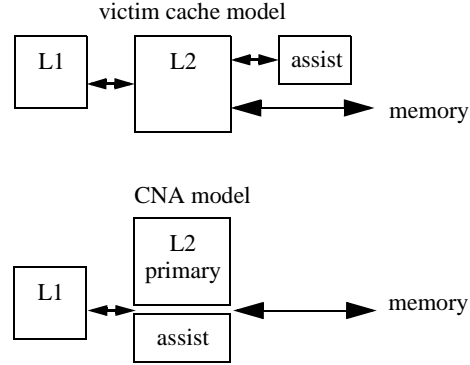 victim cache model
L1
L2
assist
memory
CNA model
L2
primary
L1
memory
assist